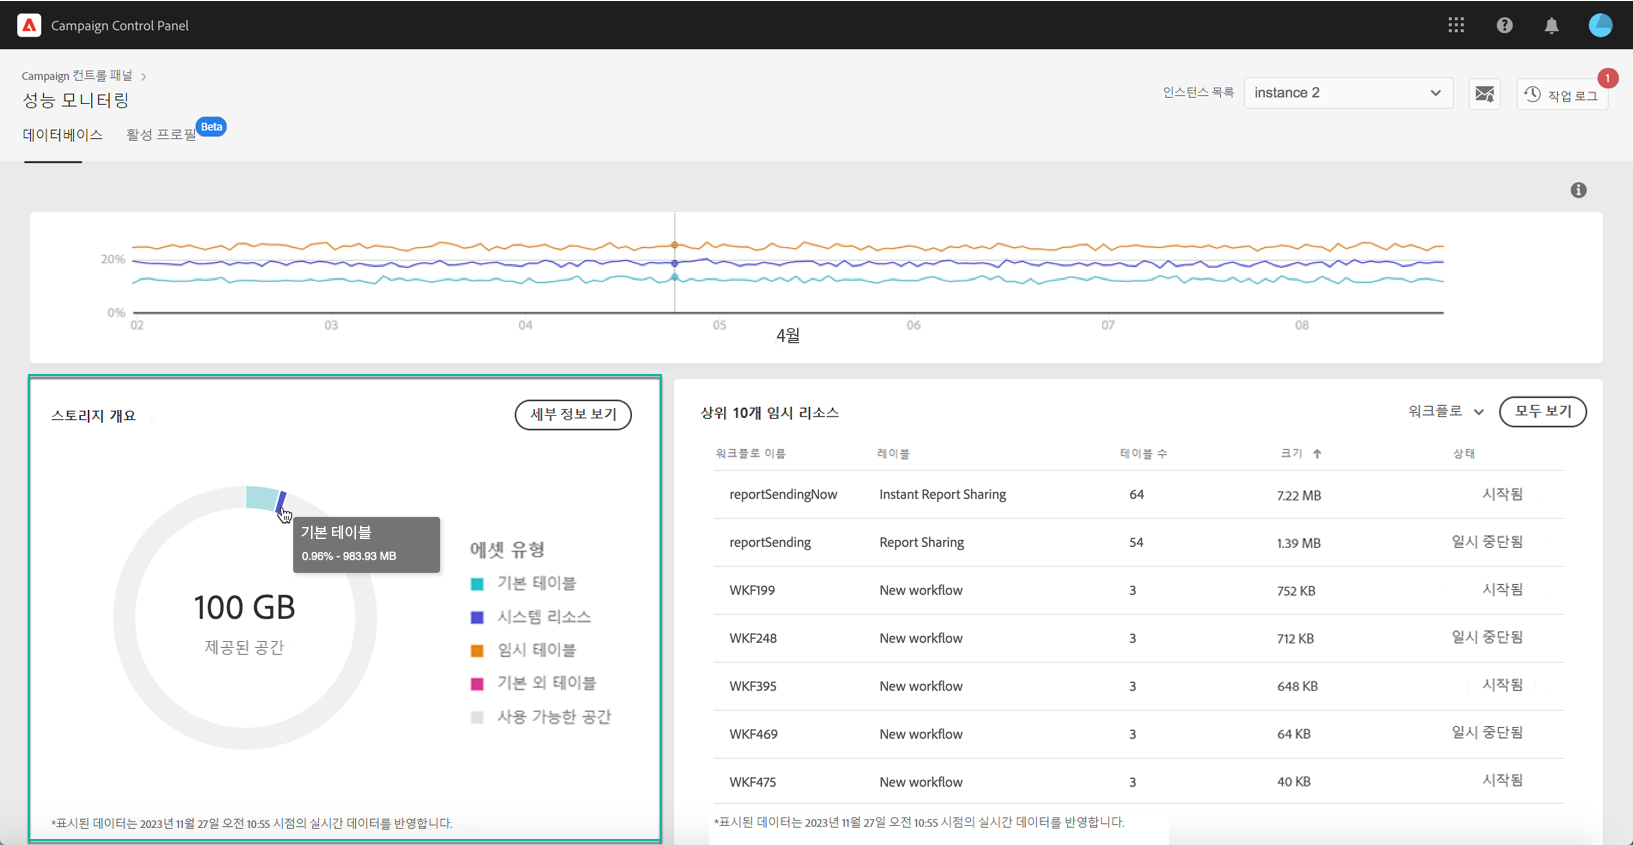 Campaign Control Panel
Campaign 컨트롤 패널
성능 모니터링
인스턴스 목록
instance 2
작업 로그
1
데이터베이스
활성 프로필
Beta
20%
0%
02
03
04
05
06
07
08
4월
스토리지 개요
세부 정보 보기
기본 테이블
0.96% - 983.93 MB
100 GB
제공된 공간
에셋 유형
기본 테이블
시스템 리소스
임시 테이블
기본 외 테이블
사용 가능한 공간
*표시된 데이터는 2023년 11월 27일 오전 10:55 시점의 실시간 데이터를 반영합니다.
상위 10개 임시 리소스
워크플로
모두 보기
워크플로 이름 레이블 테이블 수 크기 ↑ 상태
reportSendingNow Instant Report Sharing 64 7.22 MB 시작됨
reportSending Report Sharing 54 1.39 MB 일시 중단됨
WKF199 New workflow 3 752 KB 시작됨
WKF248 New workflow 3 712 KB 일시 중단됨
WKF395 New workflow 3 648 KB 시작됨
WKF469 New workflow 3 64 KB 일시 중단됨
WKF475 New workflow 3 40 KB 시작됨
*표시된 데이터는 2023년 11월 27일 오전 10:55 시점의 실시간 데이터를 반영합니다.